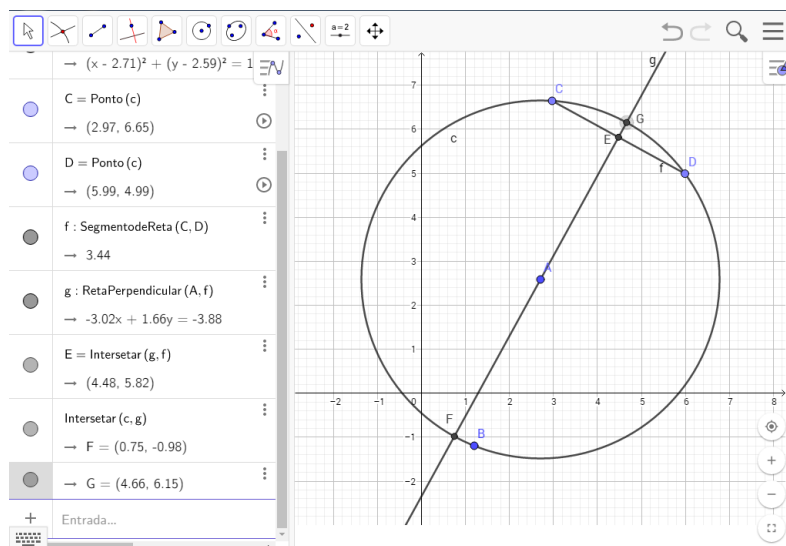 a=2
→ (x - 2.71)² + (y - 2.59)² = 1
C = Ponto (c)
→ (2.97, 6.65)
D = Ponto (c)
→ (5.99, 4.99)
f : SegmentodeReta (C, D)
→ 3.44
g : RetaPerpendicular (A, f)
→ -3.02x + 1.66y = -3.88
E = Intersetar (g, f)
→ (4.48, 5.82)
Intersetar (c, g)
→ F = (0.75, -0.98)
→ G = (4.66, 6.15)
Entrada...
g
7
C
G
6
E
c
D
f
5
4
3
A
2
1
−2 −1 0 1 2 3 4 5 6 7 8
F
B
−1
−2